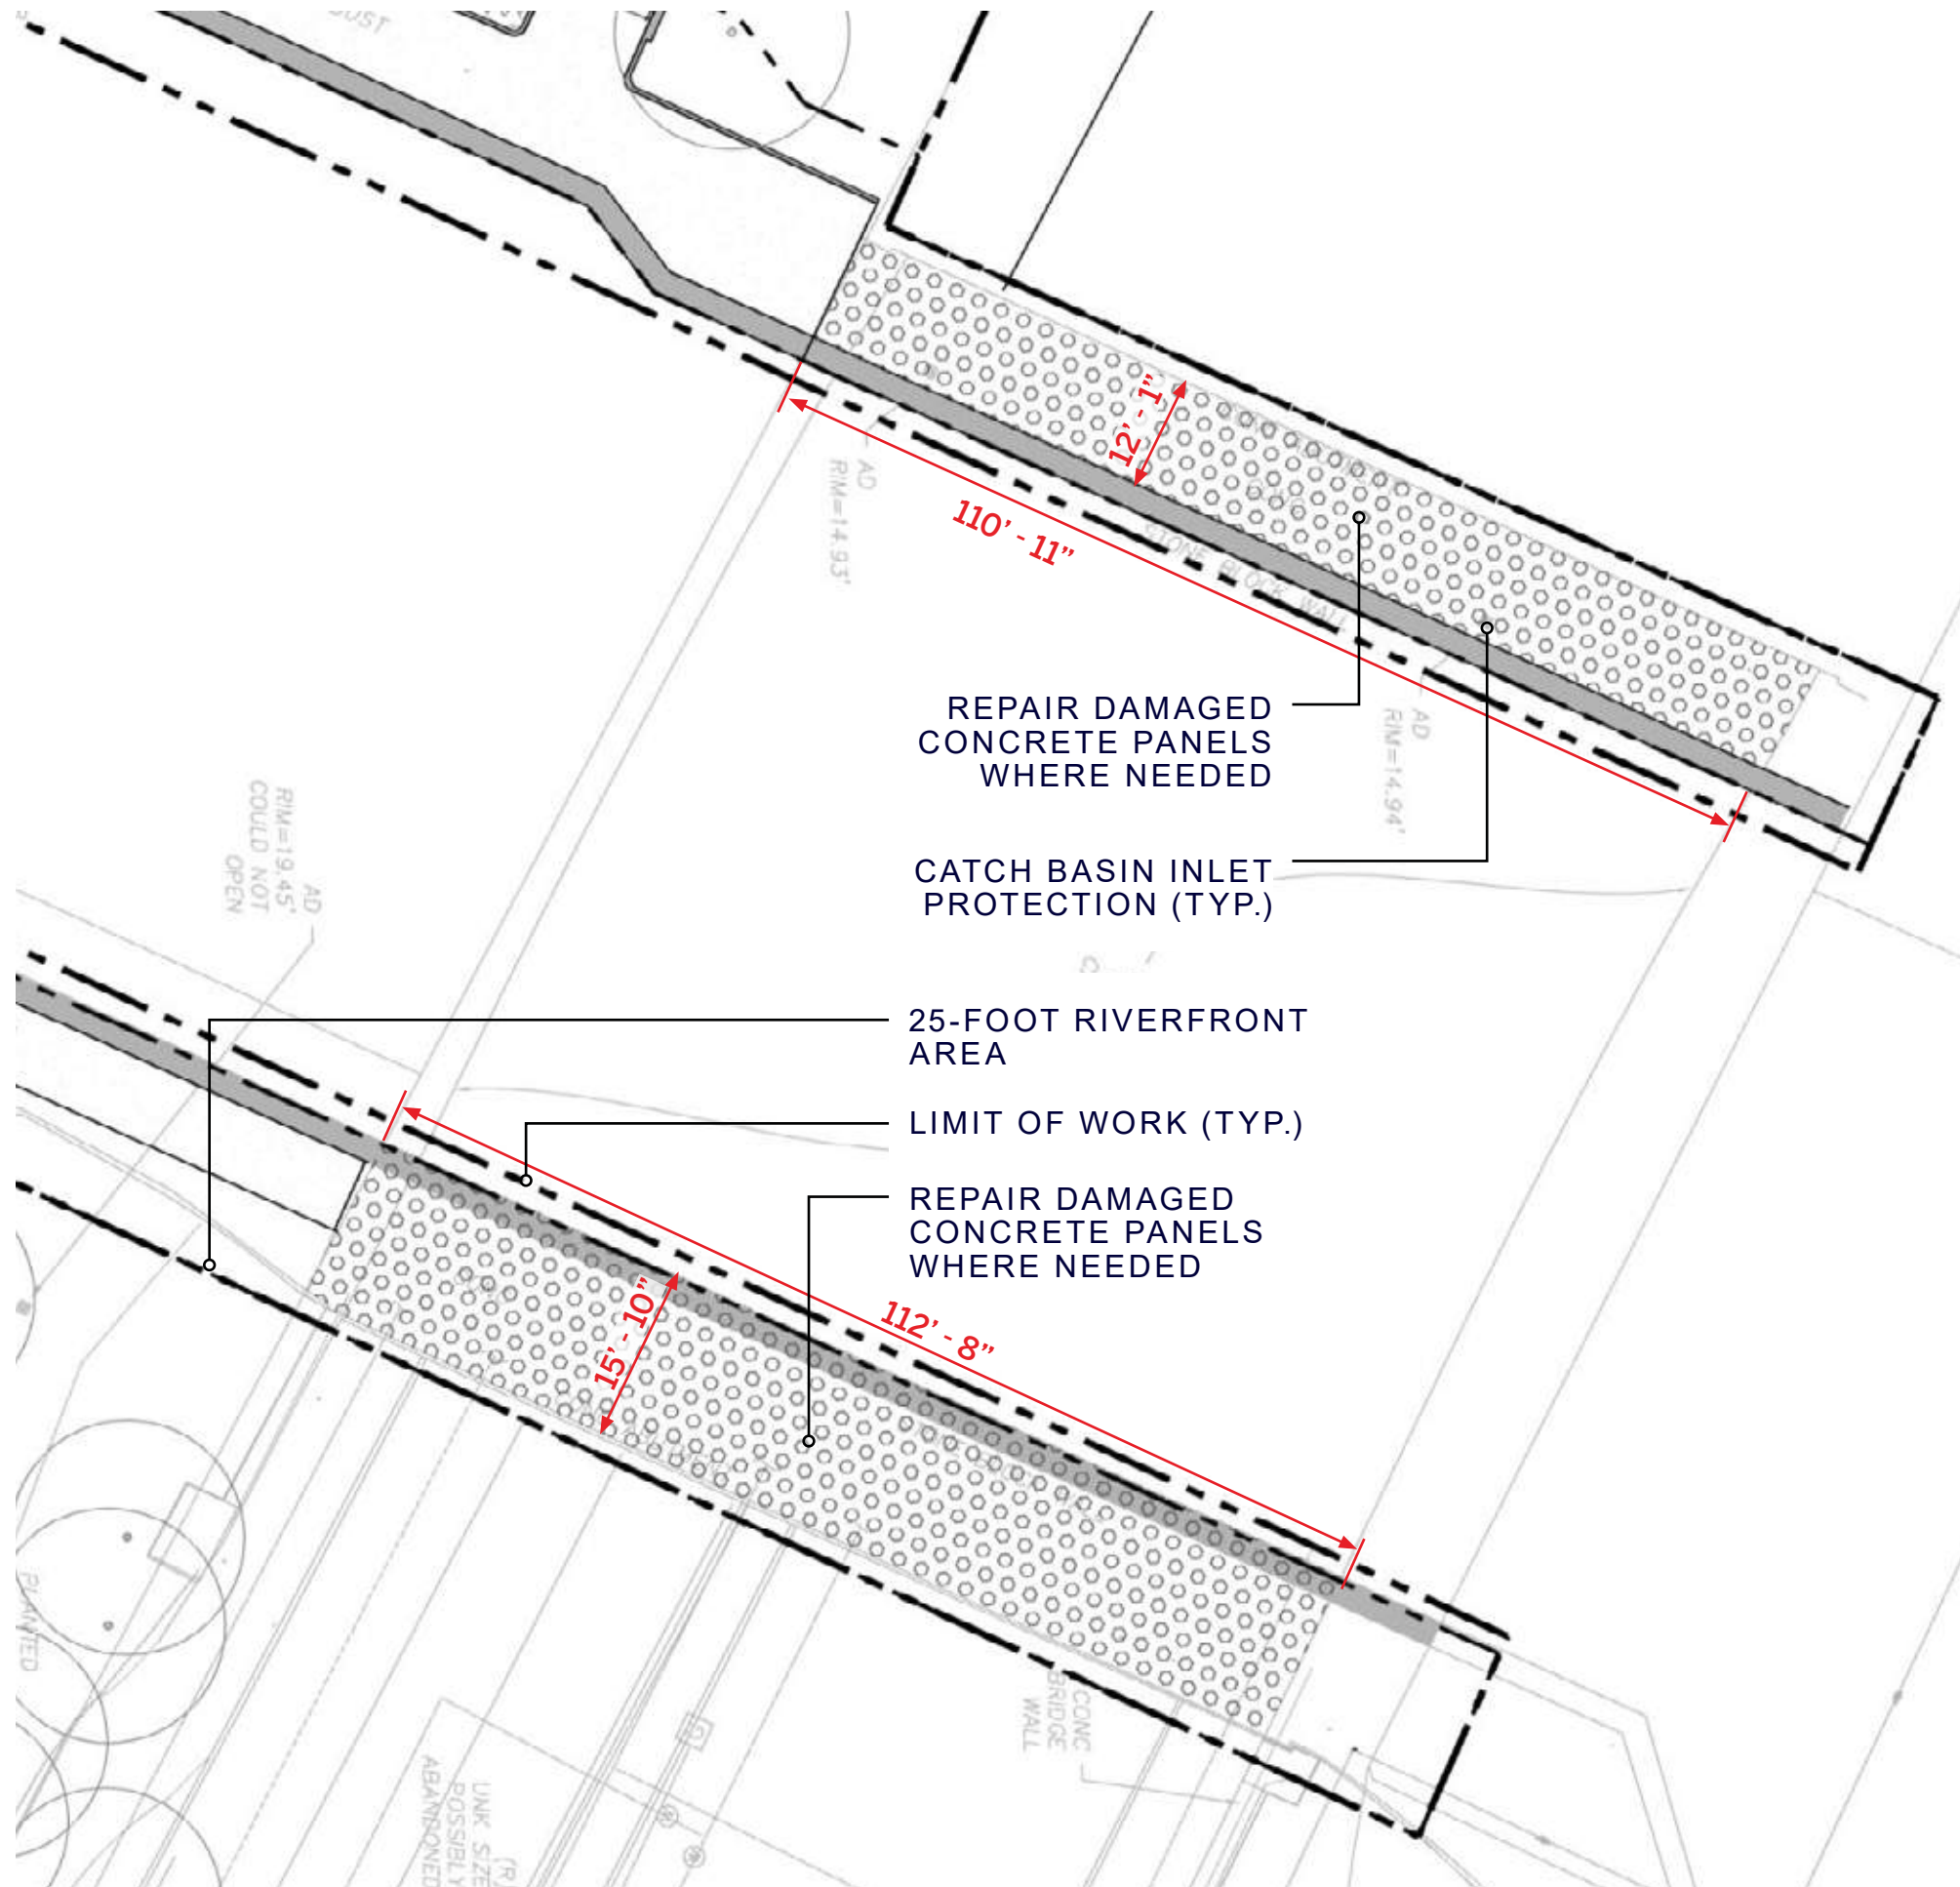 12' - 1”
110' - 11”
AD
RIM=14.93'
STONE BLOCK WALL
REPAIR DAMAGED
CONCRETE PANELS
WHERE NEEDED
AD
RIM=14.94'
CATCH BASIN INLET
PROTECTION (TYP.)
AD
RIM=19.45'
COULD NOT
OPEN
25-FOOT RIVERFRONT
AREA
LIMIT OF WORK (TYP.)
REPAIR DAMAGED
CONCRETE PANELS
WHERE NEEDED
112' - 8”
15' - 10”
PLANTED
CONC
BRIDGE
WALL
UNK SIZE
POSSIBLY
ABANDONED